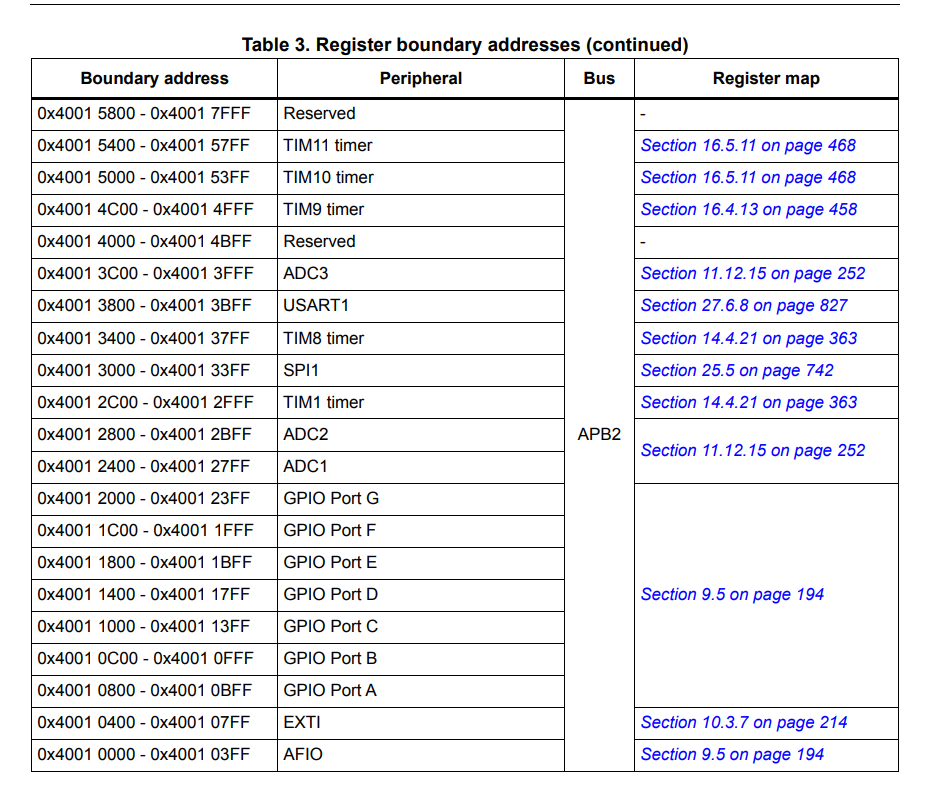 Table 3. Register boundary addresses (continued)
Boundary address Peripheral Bus Register map
0x4001 5800 - 0x4001 7FFF Reserved -
0x4001 5400 - 0x4001 57FF TIM11 timer Section 16.5.11 on page 468
0x4001 5000 - 0x4001 53FF TIM10 timer Section 16.5.11 on page 468
0x4001 4C00 - 0x4001 4FFF TIM9 timer Section 16.4.13 on page 458
0x4001 4000 - 0x4001 4BFF Reserved -
0x4001 3C00 - 0x4001 3FFF ADC3 Section 11.12.15 on page 252
0x4001 3800 - 0x4001 3BFF USART1 Section 27.6.8 on page 827
0x4001 3400 - 0x4001 37FF TIM8 timer Section 14.4.21 on page 363
0x4001 3000 - 0x4001 33FF SPI1 Section 25.5 on page 742
0x4001 2C00 - 0x4001 2FFF TIM1 timer Section 14.4.21 on page 363
0x4001 2800 - 0x4001 2BFF ADC2 APB2 Section 11.12.15 on page 252
0x4001 2400 - 0x4001 27FF ADC1
0x4001 2000 - 0x4001 23FF GPIO Port G
0x4001 1C00 - 0x4001 1FFF GPIO Port F
0x4001 1800 - 0x4001 1BFF GPIO Port E
0x4001 1400 - 0x4001 17FF GPIO Port D Section 9.5 on page 194
0x4001 1000 - 0x4001 13FF GPIO Port C
0x4001 0C00 - 0x4001 0FFF GPIO Port B
0x4001 0800 - 0x4001 0BFF GPIO Port A
0x4001 0400 - 0x4001 07FF EXTI Section 10.3.7 on page 214
0x4001 0000 - 0x4001 03FF AFIO Section 9.5 on page 194